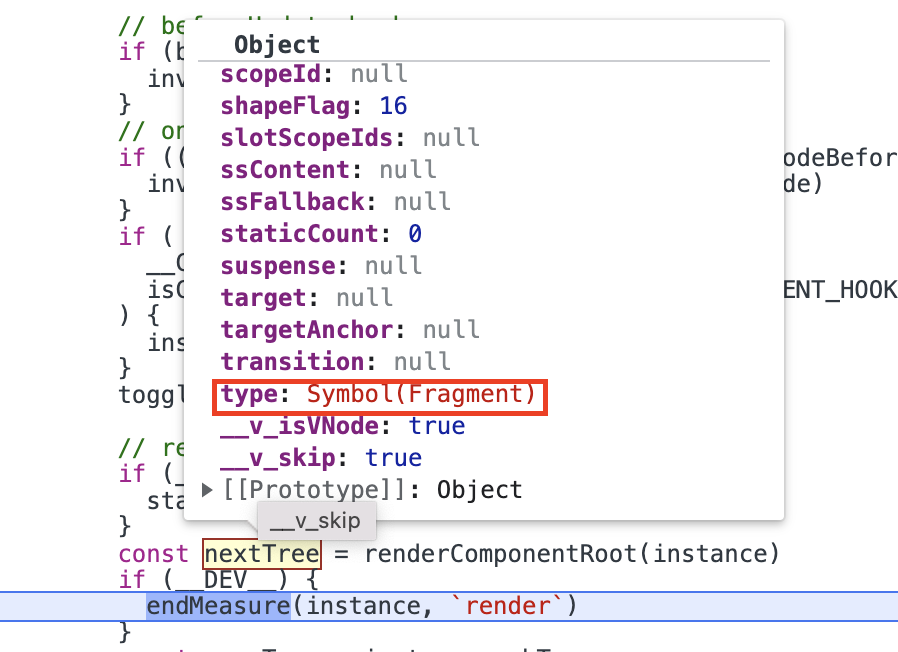 // bef
Object
if (b
scopeId: null
inv
shapeFlag: 16
}
slotScopeIds: null
// on
ssContent: null
if ((
odeBefor
inv
de)
ssFallback: null
}
staticCount: 0
if (
suspense: null
__C
target: null
isC
ENT_HOOK
) {
targetAnchor: null
ins
transition: null
}
type: Symbol(Fragment)
toggl
__v_isVNode: true
// re
__v_skip: true
if (_
[[Prototype]]: Object
sta
__v_skip
}
const nextTree = renderComponentRoot(instance)
if (__DEV__) {
endMeasure(instance, `render`)
}